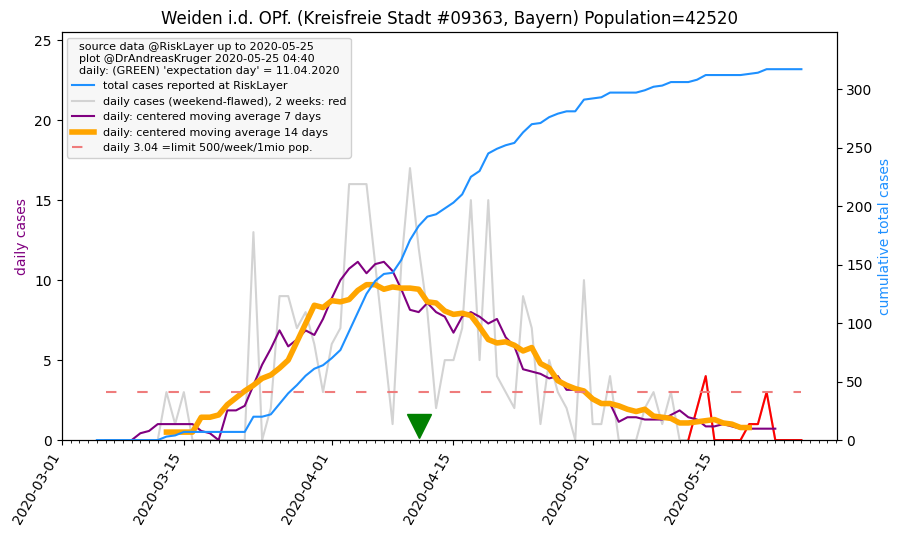 Weiden i.d. OPf. (Kreisfreie Stadt #09363, Bayern) Population=42520
source data @RiskLayer up to 2020-05-25
plot @DrAndreasKruger 2020-05-25 04:40
daily: (GREEN) 'expectation day' = 11.04.2020
total cases reported at RiskLayer
daily cases (weekend-flawed), 2 weeks: red
daily: centered moving average 7 days
daily: centered moving average 14 days
daily 3.04 =limit 500/week/1mio pop.
daily cases
25
20
15
10
5
0
cumulative total cases
300
250
200
150
100
50
0
2020-03-01
2020-03-15
2020-04-01
2020-04-15
2020-05-01
2020-05-15